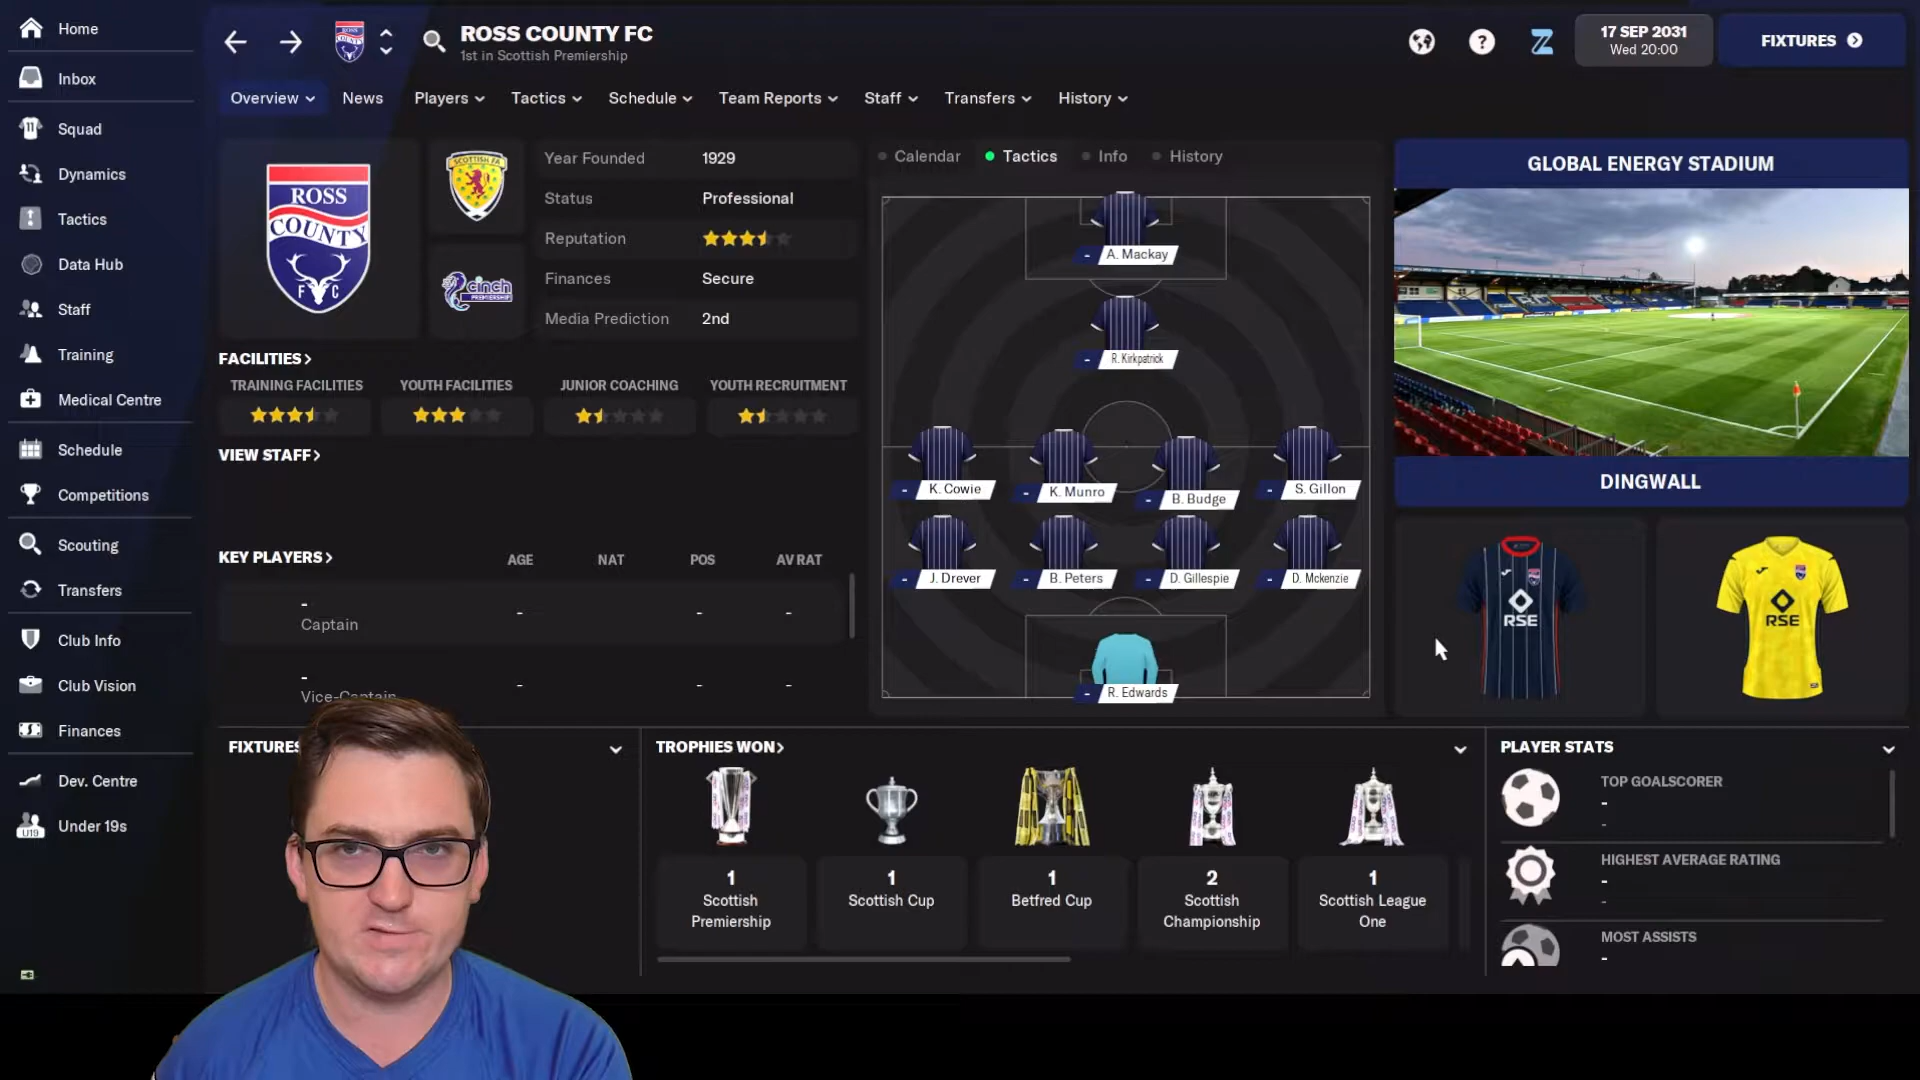 Home
Inbox
Squad
Dynamics
Tactics
Data Hub
Staff
Training
Medical Centre
Schedule
Competitions
Scouting
Transfers
Club Info
Club Vision
Finances
Dev. Centre
U19
Under 19s
ROSS COUNTY FC
1st in Scottish Premiership
17 SEP 2031
Wed 20:00
FIXTURES
Overview News Players Tactics Schedule Team Reports Staff Transfers History
ROSS
COUNTY
F C
SCOTTISH FA
cinch
PREMIERSHIP
Year Founded 1929
Status Professional
Reputation
Finances Secure
Media Prediction 2nd
FACILITIES
TRAINING FACILITIES YOUTH FACILITIES JUNIOR COACHING YOUTH RECRUITMENT
VIEW STAFF
KEY PLAYERS AGE NAT POS AV RAT
- - - -
Captain
- - - -
Vice-Captain
Calendar Tactics Info History
- A. Mackay
- R. Kirkpatrick
- K. Cowie - K. Munro - B. Budge - S. Gillon
- J. Drever - B. Peters - D. Gillespie - D. Mckenzie
- R. Edwards
GLOBAL ENERGY STADIUM
DINGWALL
RSE
RSE
FIXTURES
TROPHIES WON
1
Scottish
Premiership
1
Scottish Cup
1
Betfred Cup
2
Scottish
Championship
1
Scottish League
One
PLAYER STATS
TOP GOALSCORER
-
-
HIGHEST AVERAGE RATING
-
-
MOST ASSISTS
-